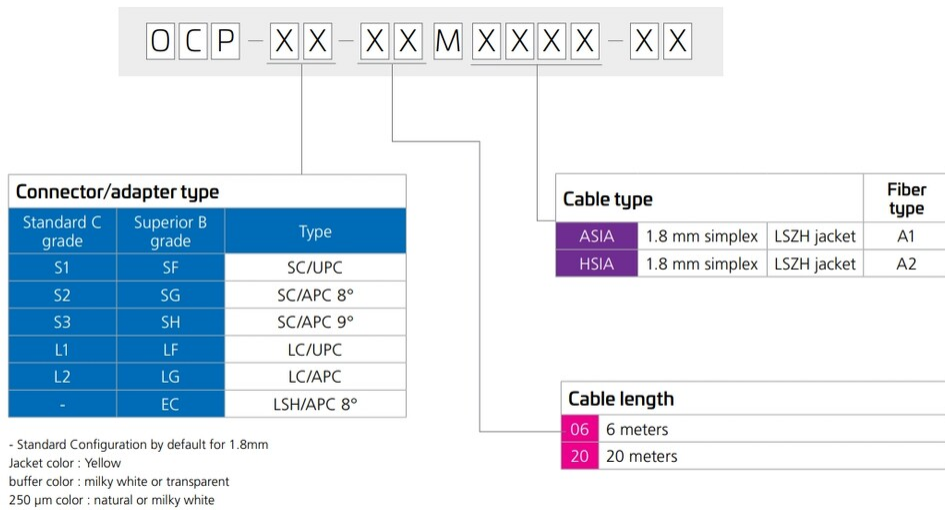 OCP-XX-XXMXXXX-XX
Connector/adapter type
Standard C grade Superior B grade Type
S1 SF SC/UPC
S2 SG SC/APC 8°
S3 SH SC/APC 9°
L1 LF LC/UPC
L2 LG LC/APC
- EC LSH/APC 8°
- Standard Configuration by default for 1.8mm
Jacket color : Yellow
buffer color : milky white or transparent
250 µm color : natural or milky white
Cable type Fiber type
ASIA 1.8 mm simplex LSZH jacket A1
HSIA 1.8 mm simplex LSZH jacket A2
Cable length
06 6 meters
20 20 meters